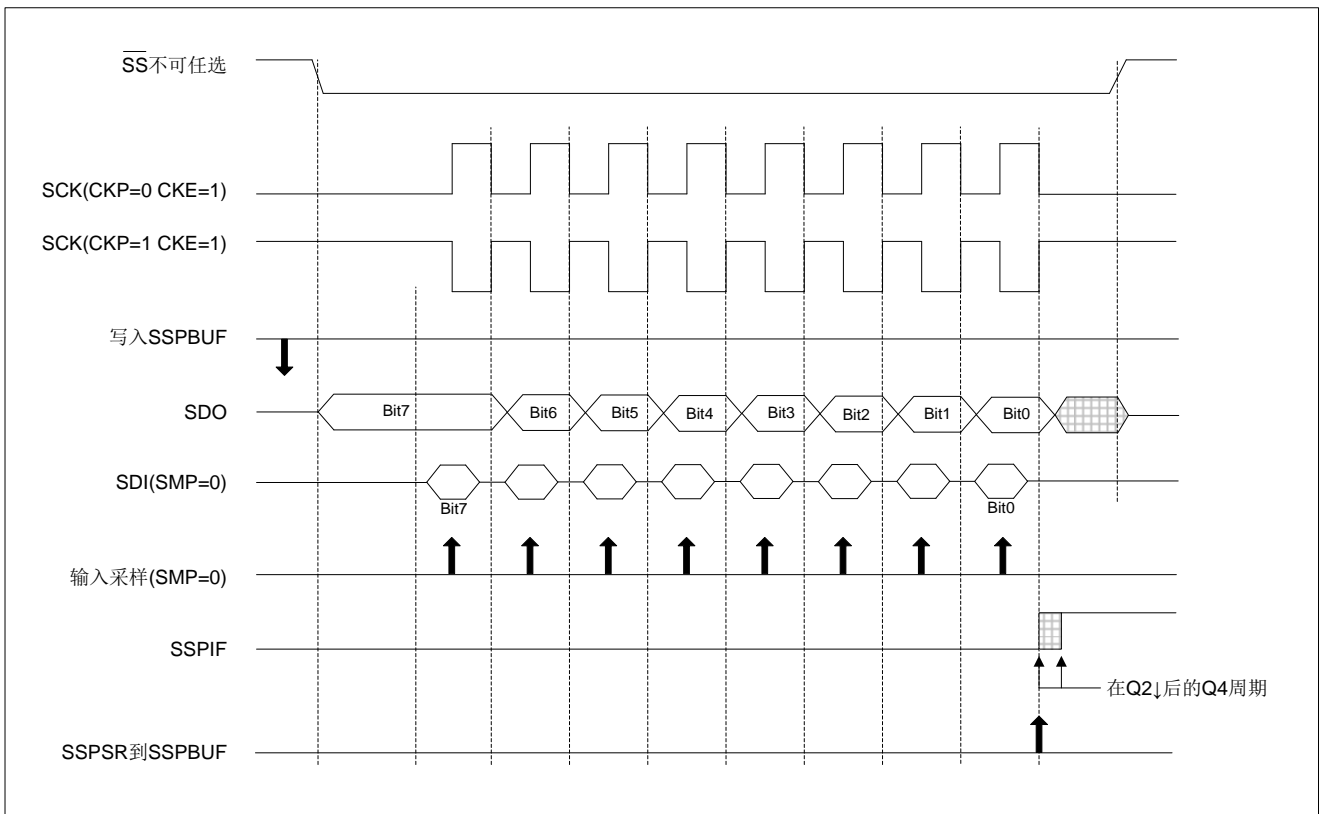 SS不可任选
SCK(CKP=0 CKE=1)
SCK(CKP=1 CKE=1)
写入SSPBUF
SDO
Bit7 Bit6 Bit5 Bit4 Bit3 Bit2 Bit1 Bit0
SDI(SMP=0)
Bit7 Bit0
输入采样(SMP=0)
SSPIF
在Q2↓后的Q4周期
SSPSR到SSPBUF